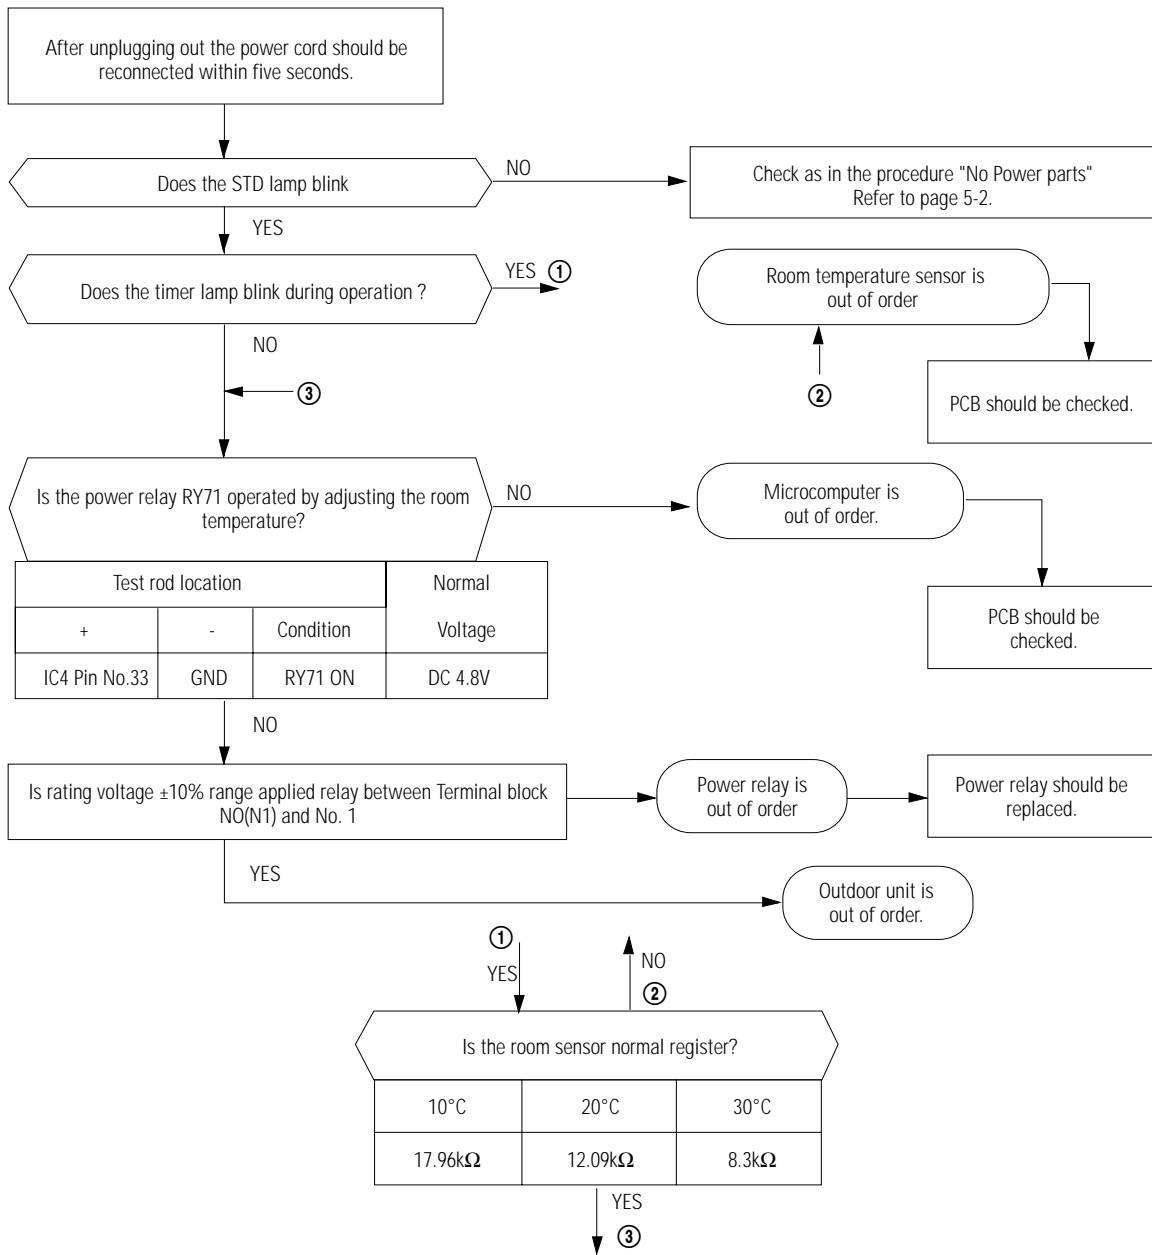 After unplugging out the power cord should be
reconnected within five seconds.
Does the STD lamp blink
NO
Check as in the procedure "No Power parts"
Refer to page 5-2.
YES
Does the timer lamp blink during operation ?
YES ①
Room temperature sensor is
out of order
NO
③
②
PCB should be checked.
Is the power relay RY71 operated by adjusting the room
temperature?
NO
Microcomputer is
out of order.
PCB should be
checked.
Test rod location
Normal
+
-
Condition
Voltage
IC4 Pin No.33
GND
RY71 ON
DC 4.8V
NO
Is rating voltage ±10% range applied relay between Terminal block
NO(N1) and No. 1
Power relay is
out of order
Power relay should be
replaced.
YES
Outdoor unit is
out of order.
①
YES
NO
②
Is the room sensor normal register?
10°C
20°C
30°C
17.96kΩ
12.09kΩ
8.3kΩ
YES
③